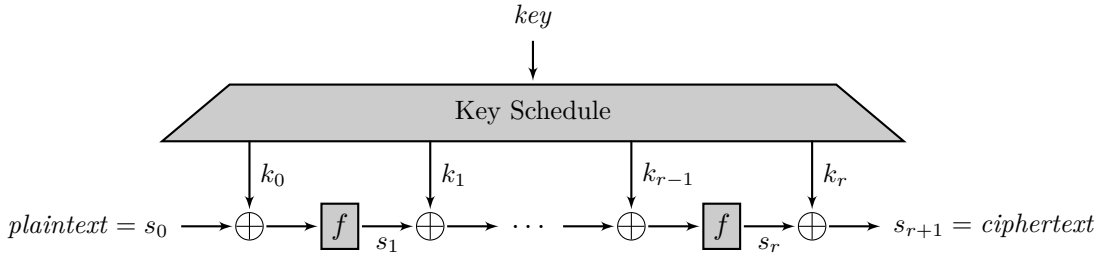 key
Key Schedule
k₀ k₁ kᵣ₋₁ kᵣ
plaintext = s₀ ⊕ f s₁ ⊕ ⋯ ⊕ f sᵣ ⊕ sᵣ₊₁ = ciphertext